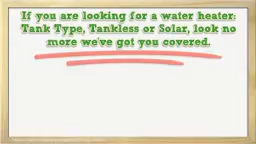 If you are looking for a water heater:
Tank Type, Tankless or Solar, look no
more we've got you covered.